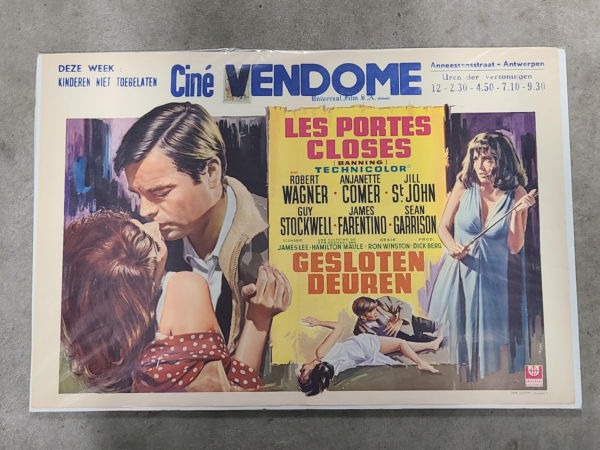 DEZE WEEK :
KINDEREN NIET TOEGELATEN
Ciné VENDOME
Universal Film S.A.
Anneessensstraat - Antwerpen
Uren der vertoningen
12 - 2.30 - 4.50 - 7.10 - 9.30
LES PORTES
CLOSES
(BANNING)
TECHNICOLOR
ROBERT WAGNER · ANJANETTE COMER · JILL ST JOHN
GUY STOCKWELL · JAMES FARENTINO · SEAN GARRISON
SCENARIO
JAMES LEE · HAMILTON MAULE · RON WINSTON · DICK BERG
GESLOTEN
DEUREN